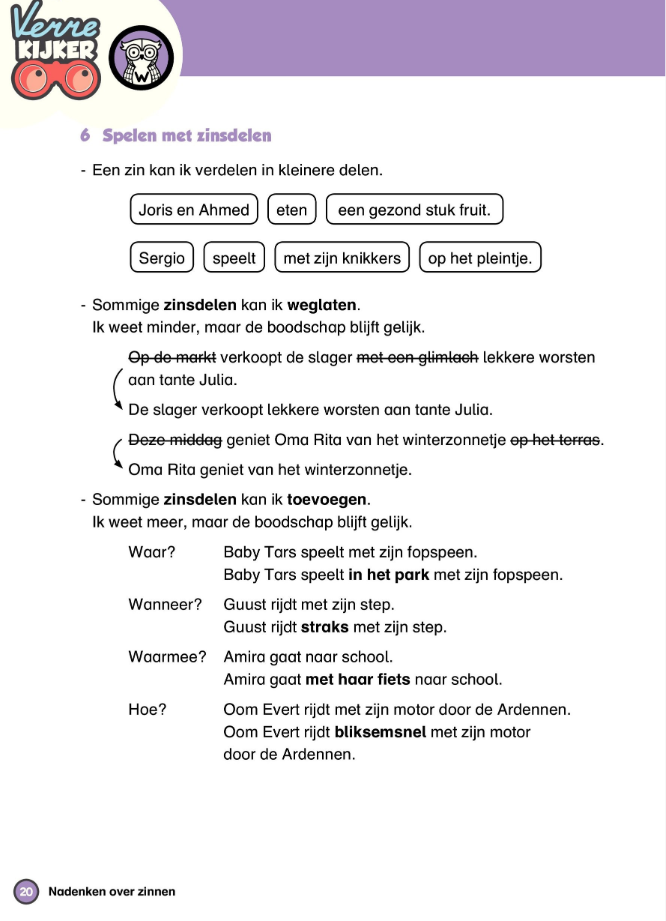 Verre
KIJKER
W
6 Spelen met zinsdelen
- Een zin kan ik verdelen in kleinere delen.
Joris en Ahmed eten een gezond stuk fruit.
Sergio speelt met zijn knikkers op het pleintje.
- Sommige zinsdelen kan ik weglaten.
Ik weet minder, maar de boodschap blijft gelijk.
Op de markt verkoopt de slager met een glimlach lekkere worsten
aan tante Julia.
De slager verkoopt lekkere worsten aan tante Julia.
Deze middag geniet Oma Rita van het winterzonnetje op het terras.
Oma Rita geniet van het winterzonnetje.
- Sommige zinsdelen kan ik toevoegen.
Ik weet meer, maar de boodschap blijft gelijk.
Waar? Baby Tars speelt met zijn fopspeen.
Baby Tars speelt in het park met zijn fopspeen.
Wanneer? Guust rijdt met zijn step.
Guust rijdt straks met zijn step.
Waarmee? Amira gaat naar school.
Amira gaat met haar fiets naar school.
Hoe? Oom Evert rijdt met zijn motor door de Ardennen.
Oom Evert rijdt bliksemsnel met zijn motor
door de Ardennen.
20 Nadenken over zinnen